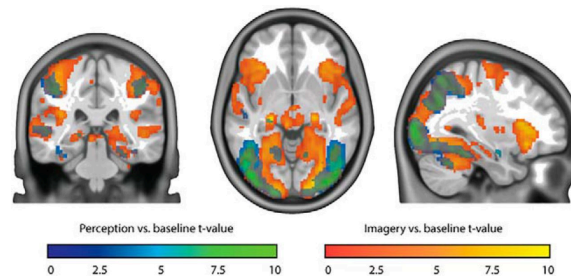 Perception vs. baseline t-value Imagery vs. baseline t-value
0 2.5 5 7.5 10 0 2.5 5 7.5 10